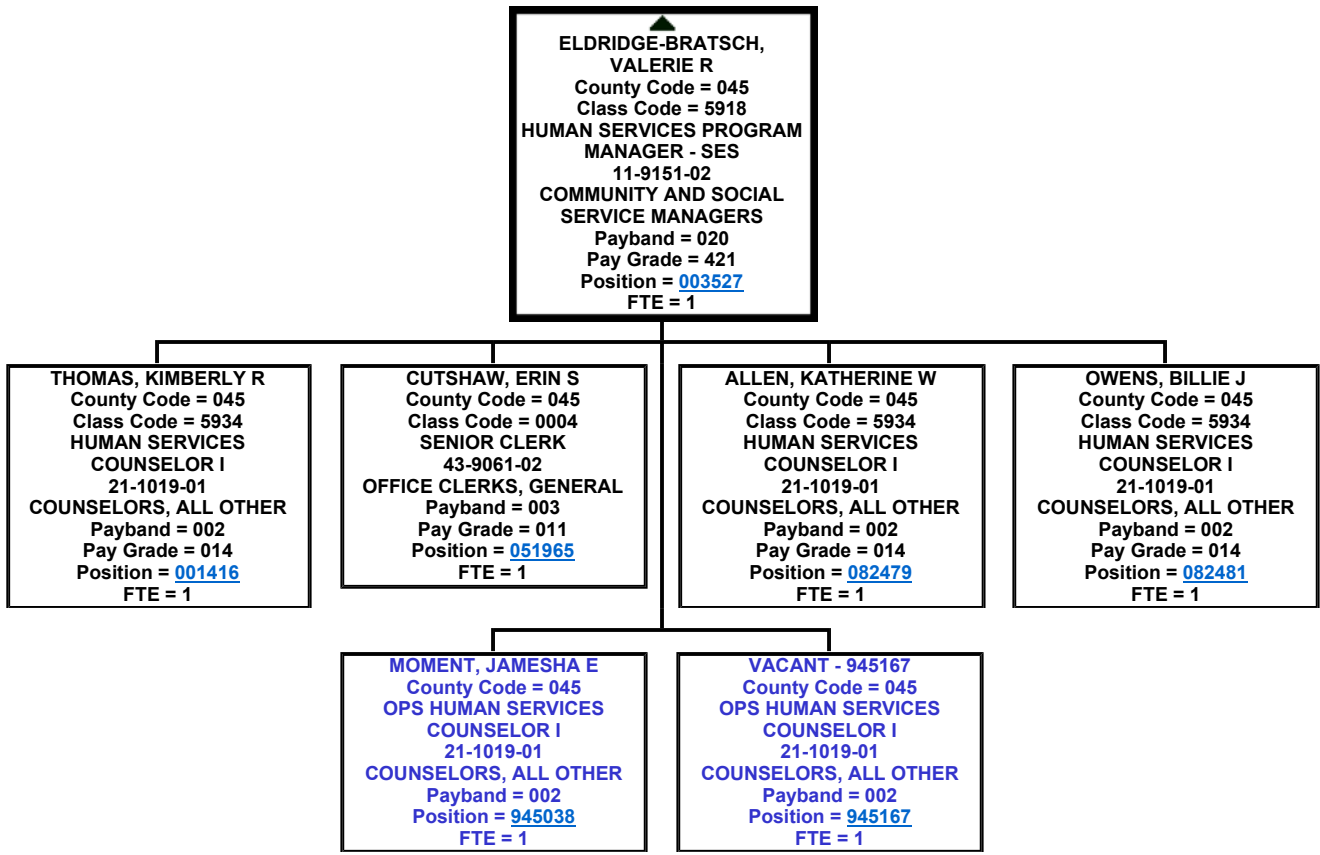 ELDRIDGE-BRATSCH,
VALERIE R
County Code = 045
Class Code = 5918
HUMAN SERVICES PROGRAM
MANAGER - SES
11-9151-02
COMMUNITY AND SOCIAL
SERVICE MANAGERS
Payband = 020
Pay Grade = 421
Position = 003527
FTE = 1
THOMAS, KIMBERLY R
County Code = 045
Class Code = 5934
HUMAN SERVICES
COUNSELOR I
21-1019-01
COUNSELORS, ALL OTHER
Payband = 002
Pay Grade = 014
Position = 001416
FTE = 1
CUTSHAW, ERIN S
County Code = 045
Class Code = 0004
SENIOR CLERK
43-9061-02
OFFICE CLERKS, GENERAL
Payband = 003
Pay Grade = 011
Position = 051965
FTE = 1
ALLEN, KATHERINE W
County Code = 045
Class Code = 5934
HUMAN SERVICES
COUNSELOR I
21-1019-01
COUNSELORS, ALL OTHER
Payband = 002
Pay Grade = 014
Position = 082479
FTE = 1
OWENS, BILLIE J
County Code = 045
Class Code = 5934
HUMAN SERVICES
COUNSELOR I
21-1019-01
COUNSELORS, ALL OTHER
Payband = 002
Pay Grade = 014
Position = 082481
FTE = 1
MOMENT, JAMESHA E
County Code = 045
OPS HUMAN SERVICES
COUNSELOR I
21-1019-01
COUNSELORS, ALL OTHER
Payband = 002
Position = 945038
FTE = 1
VACANT - 945167
County Code = 045
OPS HUMAN SERVICES
COUNSELOR I
21-1019-01
COUNSELORS, ALL OTHER
Payband = 002
Position = 945167
FTE = 1